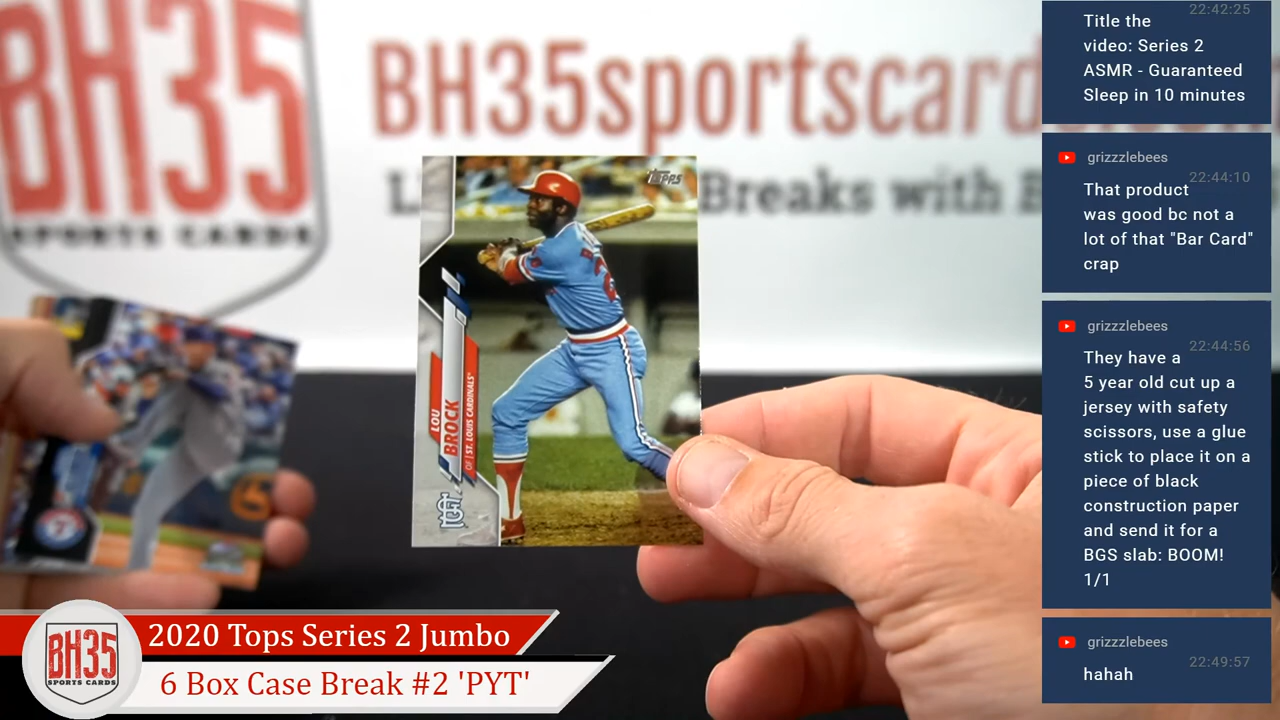 BH35
SPORTS CARDS
BH35sportscard
Breaks with B
Topps
LOU
BROCK
OF | ST. LOUIS CARDINALS®
BH35
SPORTS CARDS
2020 Tops Series 2 Jumbo
6 Box Case Break #2 'PYT'
22:42:25
Title the
video: Series 2
ASMR - Guaranteed
Sleep in 10 minutes
grizzzlebees
22:44:10
That product
was good bc not a
lot of that "Bar Card"
crap
grizzzlebees
22:44:56
They have a
5 year old cut up a
jersey with safety
scissors, use a glue
stick to place it on a
piece of black
construction paper
and send it for a
BGS slab: BOOM!
1/1
grizzzlebees
22:49:57
hahah